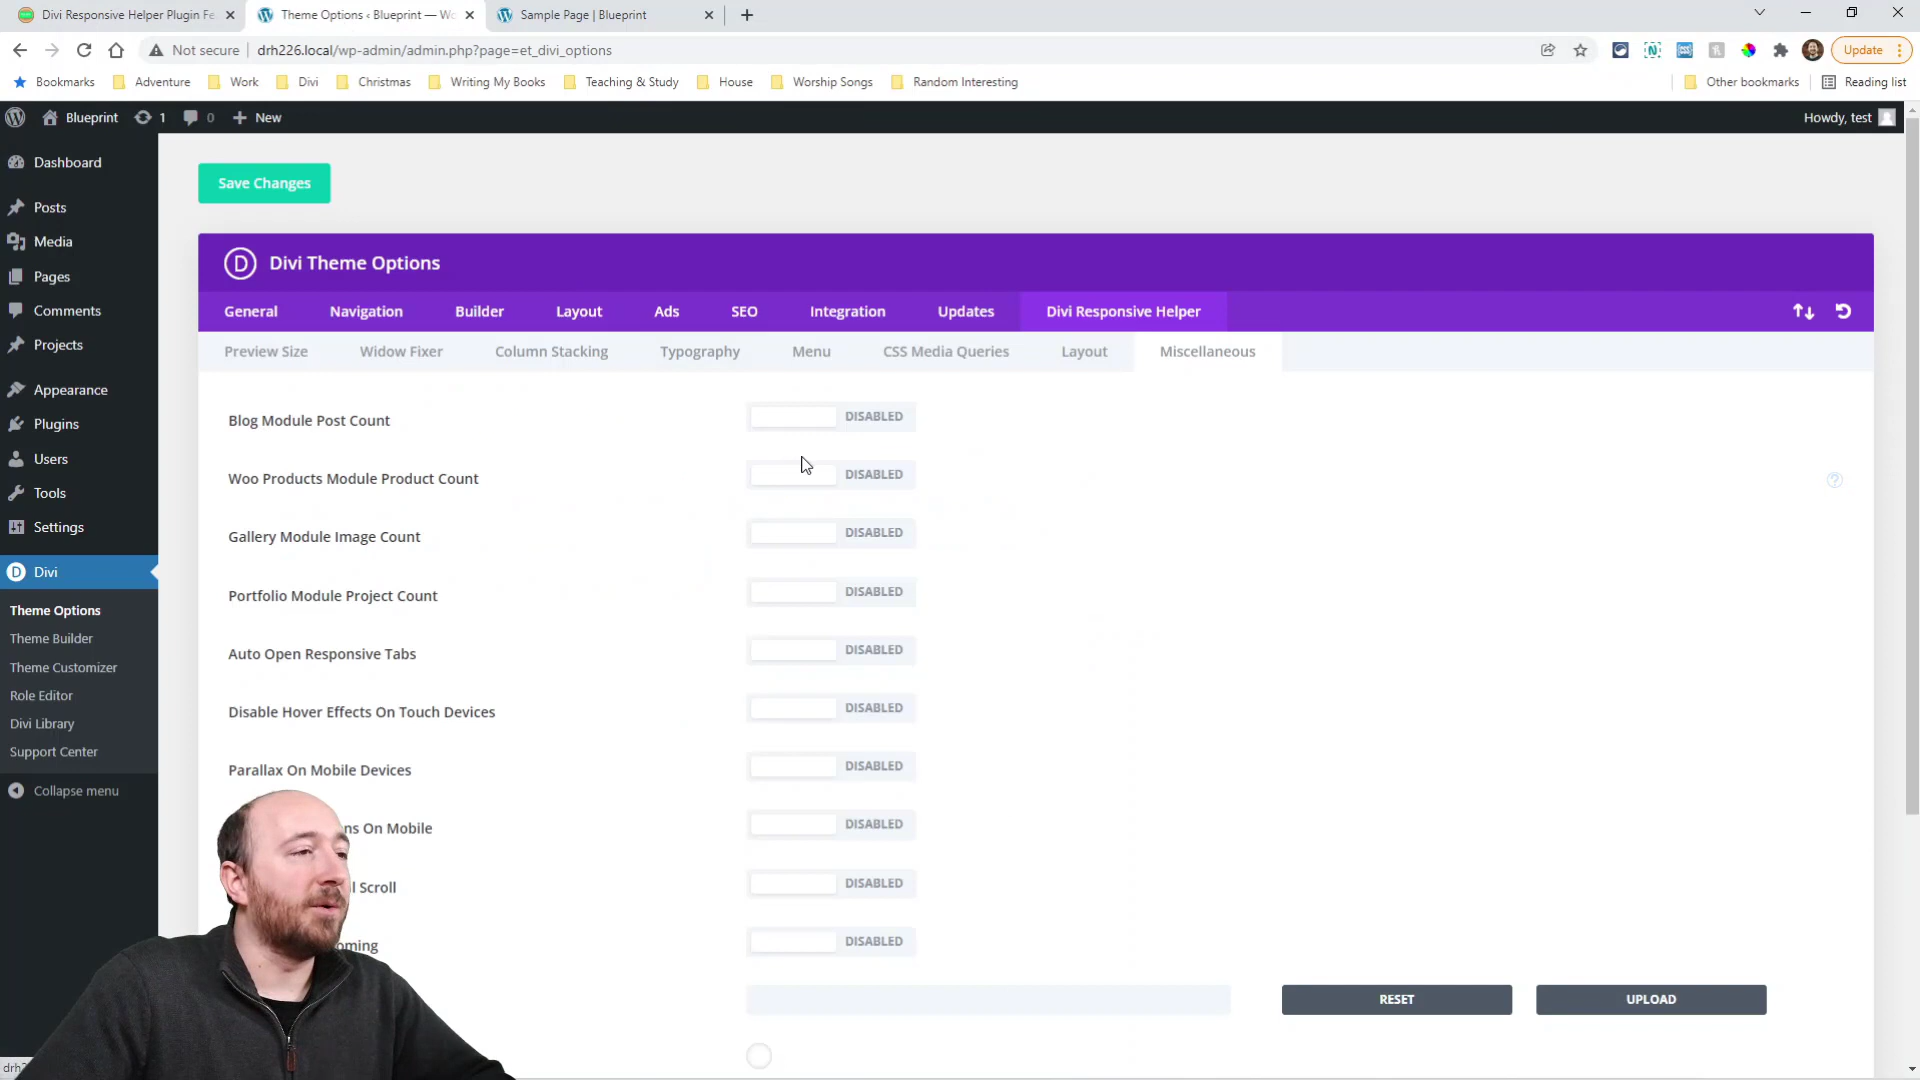 Divi Responsive Helper Plugin Fe
Theme Options ‹ Blueprint — Wo
Sample Page | Blueprint
Not secure
drh226.local/wp-admin/admin.php?page=et_divi_options
Update
Bookmarks
Adventure
Work
Divi
Christmas
Writing My Books
Teaching & Study
House
Worship Songs
Random Interesting
Other bookmarks
Reading list
Blueprint
1
0
New
Howdy, test
Dashboard
Posts
Media
Pages
Comments
Projects
Appearance
Plugins
Users
Tools
Settings
Divi
Theme Options
Theme Builder
Theme Customizer
Role Editor
Divi Library
Support Center
Collapse menu
Save Changes
D Divi Theme Options
General
Navigation
Builder
Layout
Ads
SEO
Integration
Updates
Divi Responsive Helper
Preview Size
Widow Fixer
Column Stacking
Typography
Menu
CSS Media Queries
Layout
Miscellaneous
Blog Module Post Count
DISABLED
Woo Products Module Product Count
DISABLED
Gallery Module Image Count
DISABLED
Portfolio Module Project Count
DISABLED
Auto Open Responsive Tabs
DISABLED
Disable Hover Effects On Touch Devices
DISABLED
Parallax On Mobile Devices
DISABLED
ns On Mobile
DISABLED
l Scroll
DISABLED
oming
DISABLED
RESET
UPLOAD